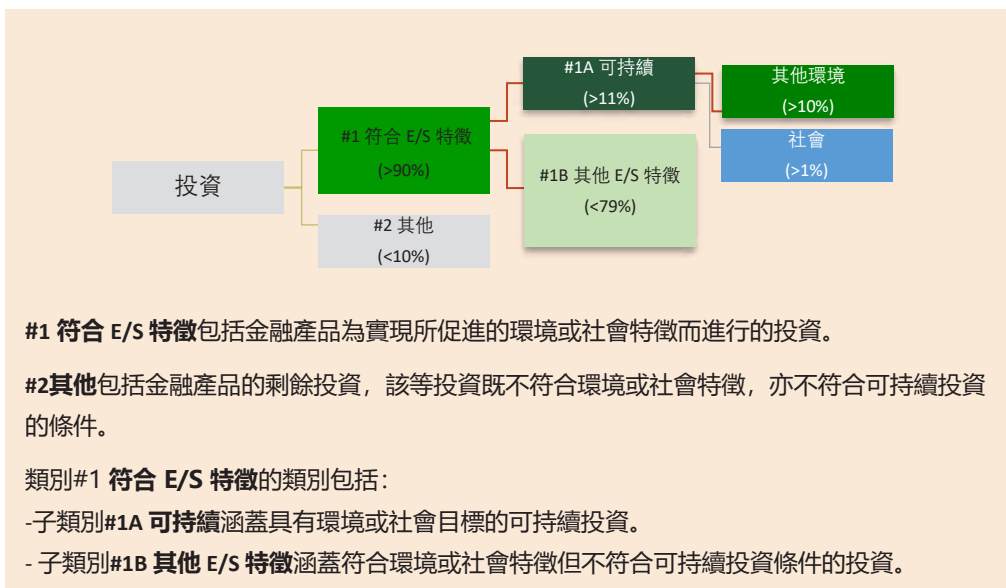 投資
#1 符合 E/S 特徵
(>90%)
#2 其他
(<10%)
#1A 可持續
(>11%)
#1B 其他 E/S 特徵
(<79%)
其他環境
(>10%)
社會
(>1%)
#1 符合 E/S 特徵包括金融產品為實現所促進的環境或社會特徵而進行的投資。
#2其他包括金融產品的剩餘投資，該等投資既不符合環境或社會特徵，亦不符合可持續投資
的條件。
類別#1 符合 E/S 特徵的類別包括：
-子類別#1A 可持續涵蓋具有環境或社會目標的可持續投資。
- 子類別#1B 其他 E/S 特徵涵蓋符合環境或社會特徵但不符合可持續投資條件的投資。